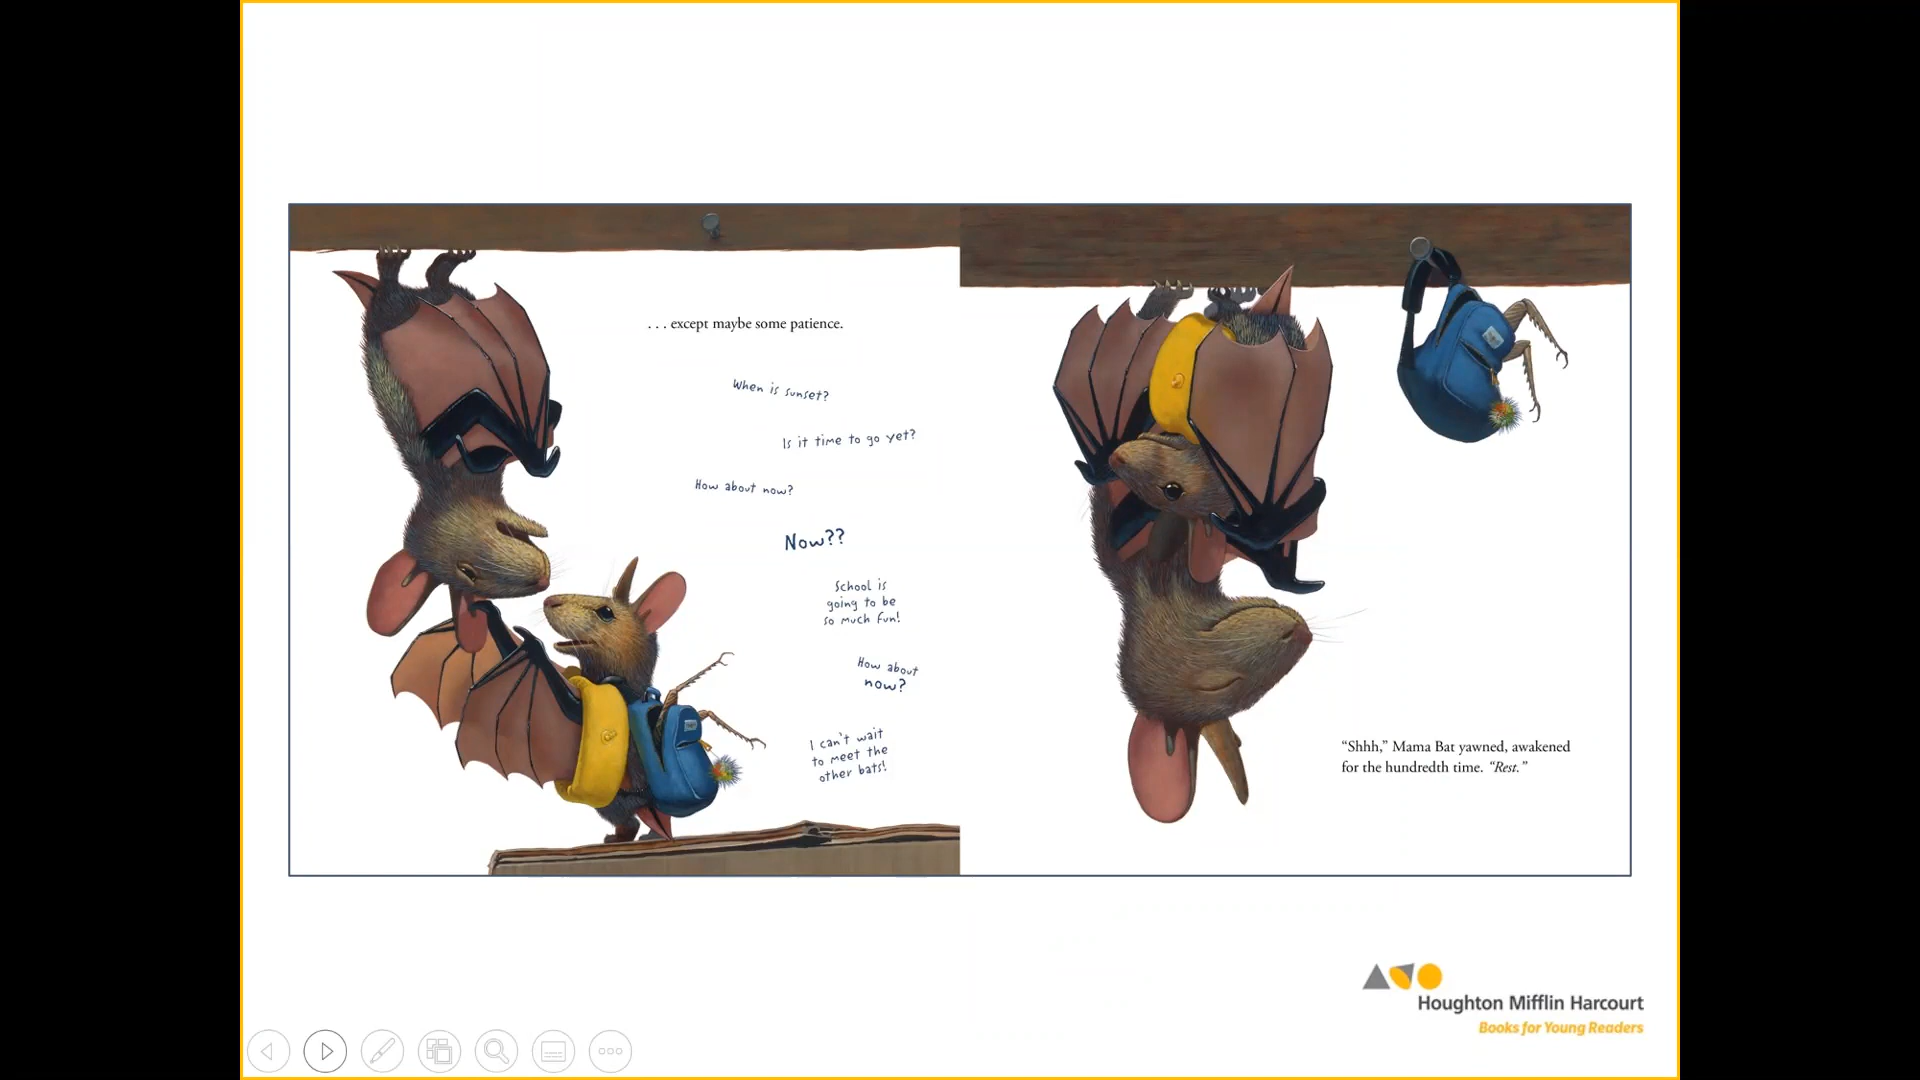 . . . except maybe some patience.
When is sunset?
Is it time to go yet?
How about now?
Now??
School is
going to be
so much fun!
How about
now?
I can't wait
to meet the
other bats!
“Shhh,” Mama Bat yawned, awakened
for the hundredth time. “Rest.”
Houghton Mifflin Harcourt
Books for Young Readers